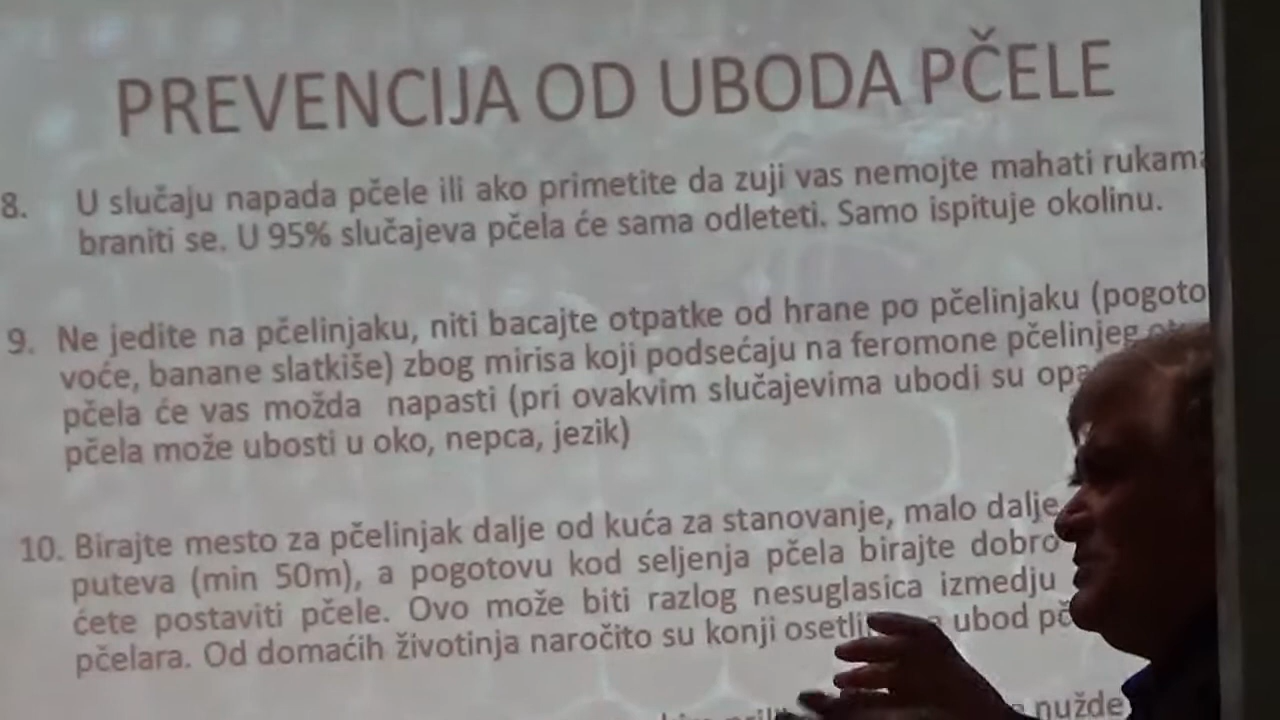 PREVENCIJA OD UBODA PČELE
8. U slučaju napada pčele ili ako primetite da zuji vas nemojte mahati rukama
braniti se. U 95% slučajeva pčela će sama odleteti. Samo ispituje okolinu.
9. Ne jedite na pčelinjaku, niti bacajte otpatke od hrane po pčelinjaku (pogoto
voće, banane slatkiše) zbog mirisa koji podsećaju na feromone pčelinjeg
pčela će vas možda napasti (pri ovakvim slučajevima ubodi su
pčela može ubosti u oko, nepca, jezik)
10. Birajte mesto za pčelinjak dalje od kuća za stanovanje, malo dalje
puteva (min 50m), a pogotovu kod seljenja pčela birajte dobro
ćete postaviti pčele. Ovo može biti razlog nesuglasica izmedju
pčelara. Od domaćih životinja naročito su konji ubod
nužde